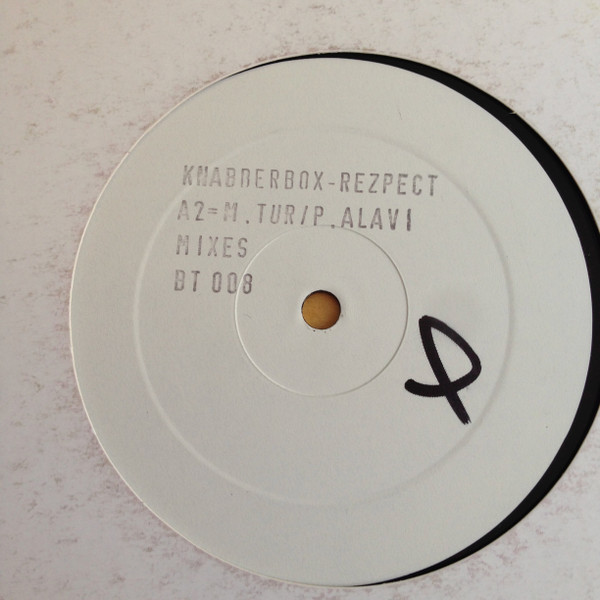 KNABDERBOX-REZPECT
A2=M.TUR/P.ALAVI
MIXES
BT 008